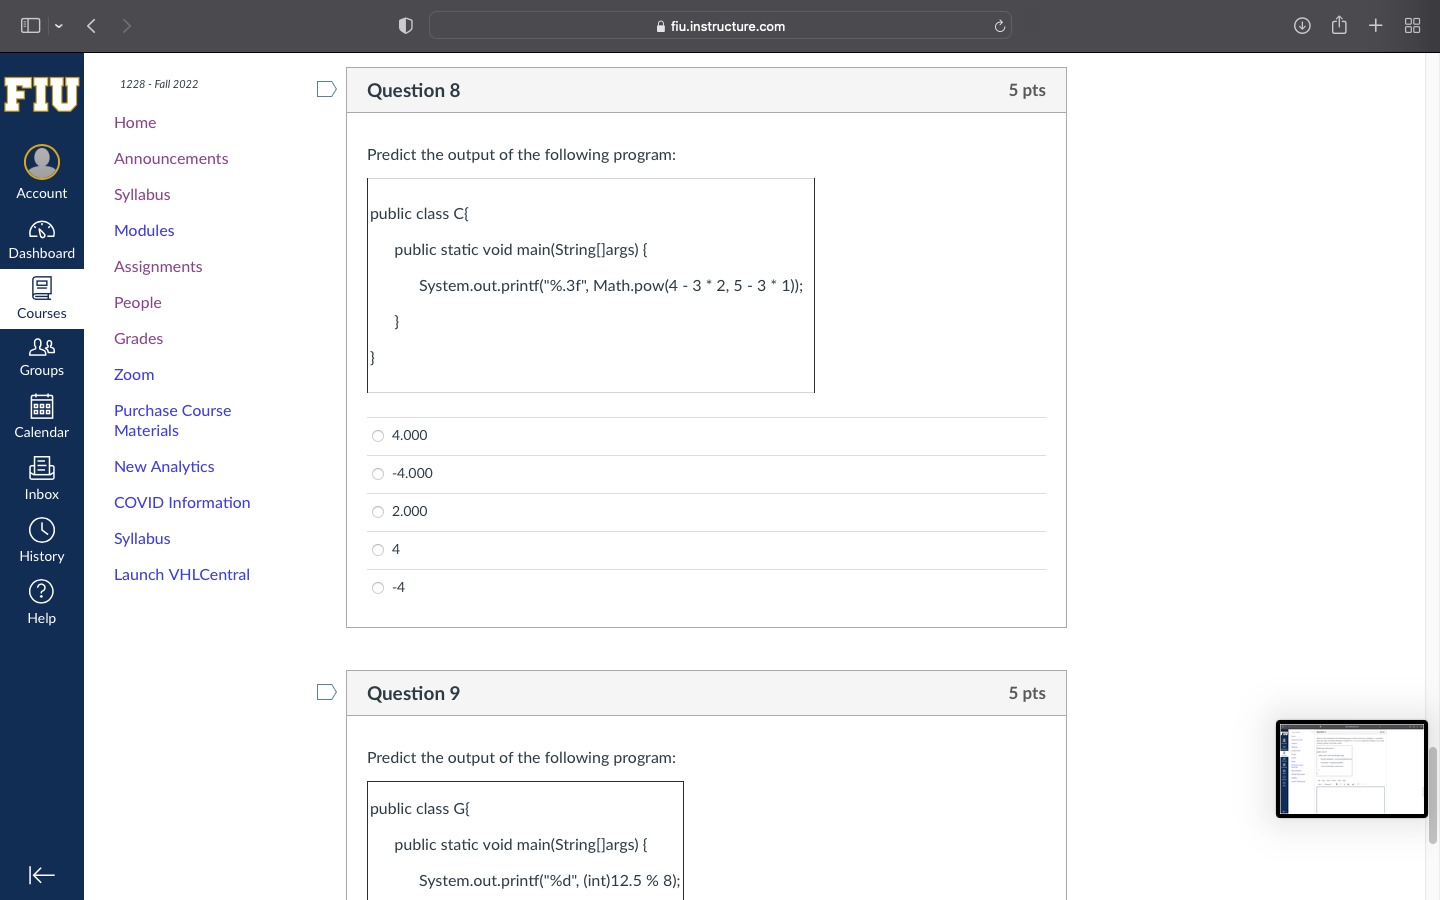 fiu.instructure.com
FIU
Account
Dashboard
Courses
Groups
Calendar
Inbox
History
Help
1228 - Fall 2022
Home
Announcements
Syllabus
Modules
Assignments
People
Grades
Zoom
Purchase Course
Materials
New Analytics
COVID Information
Syllabus
Launch VHLCentral
Question 8 5 pts
Predict the output of the following program:
public class C{
public static void main(String[]args) {
System.out.printf("%.3f", Math.pow(4 - 3 * 2, 5 - 3 * 1));
}
}
4.000
-4.000
2.000
4
-4
Question 9 5 pts
Predict the output of the following program:
public class G{
public static void main(String[]args) {
System.out.printf("%d", (int)12.5 % 8);